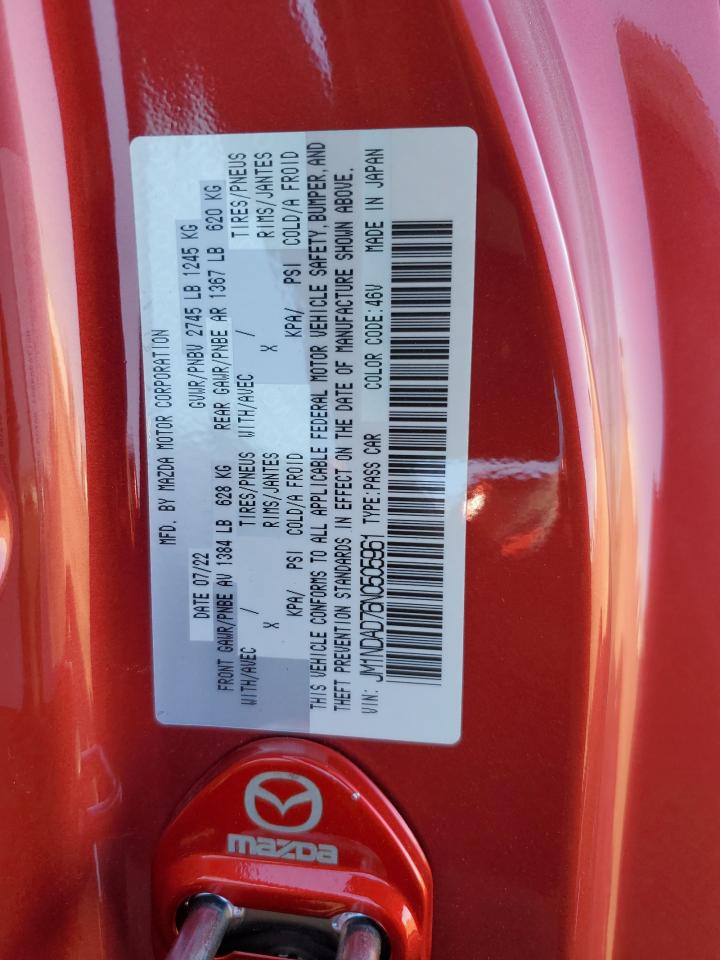 MFD. BY MAZDA MOTOR CORPORATION
DATE 07/22 GVWR/PNBV 2745 LB 1245 KG
FRONT GAWR/PNBE AV 1384 LB 628 KG REAR GAWR/PNBE AR 1367 LB 620 KG
WITH/AVEC / TIRES/PNEUS WITH/AVEC / TIRES/PNEUS
X RIMS/JANTES X RIMS/JANTES
KPA/ PSI COLD/A FROID KPA/ PSI COLD/A FROID
THIS VEHICLE CONFORMS TO ALL APPLICABLE FEDERAL MOTOR VEHICLE SAFETY, BUMPER, AND
THEFT PREVENTION STANDARDS IN EFFECT ON THE DATE OF MANUFACTURE SHOWN ABOVE.
VIN: JM1NDAD76N0505961 TYPE:PASS CAR COLOR CODE:46V MADE IN JAPAN
mazda